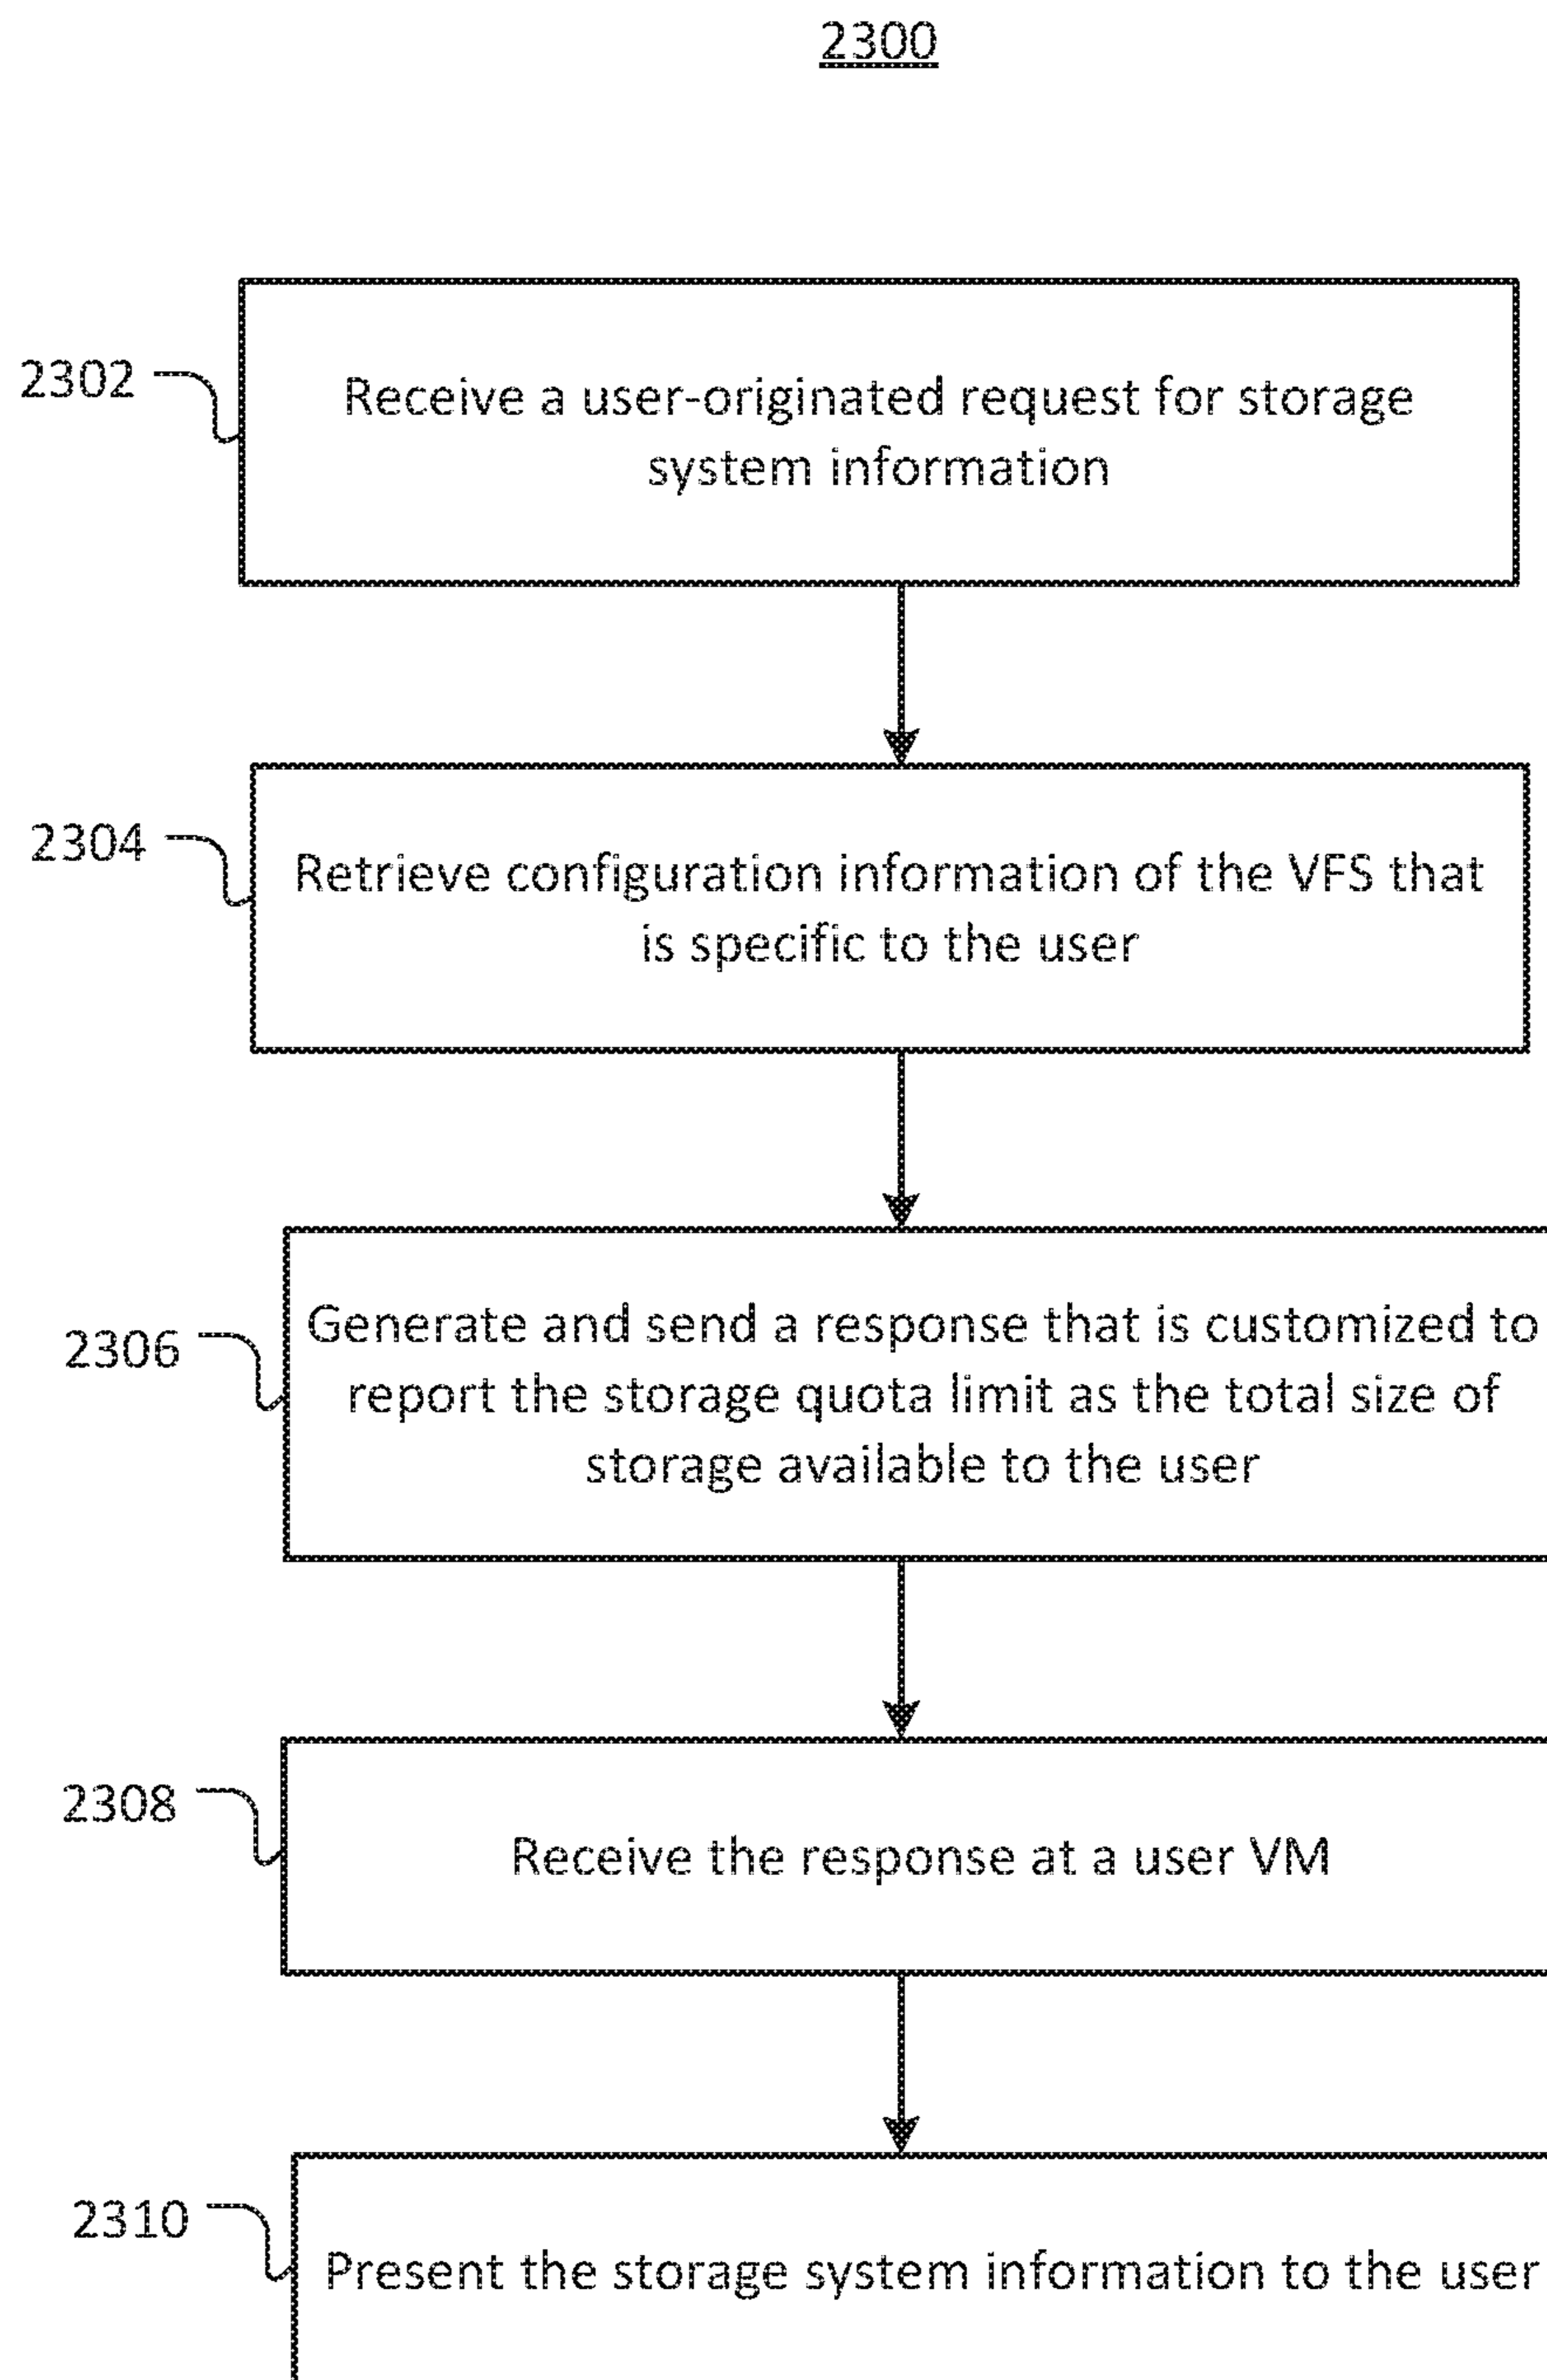 2300
2302
Receive a user-originated request for storage
system information
2304
Retrieve configuration information of the VFS that
is specific to the user
2306
Generate and send a response that is customized to
report the storage quota limit as the total size of
storage available to the user
2308
Receive the response at a user VM
2310
Present the storage system information to the user